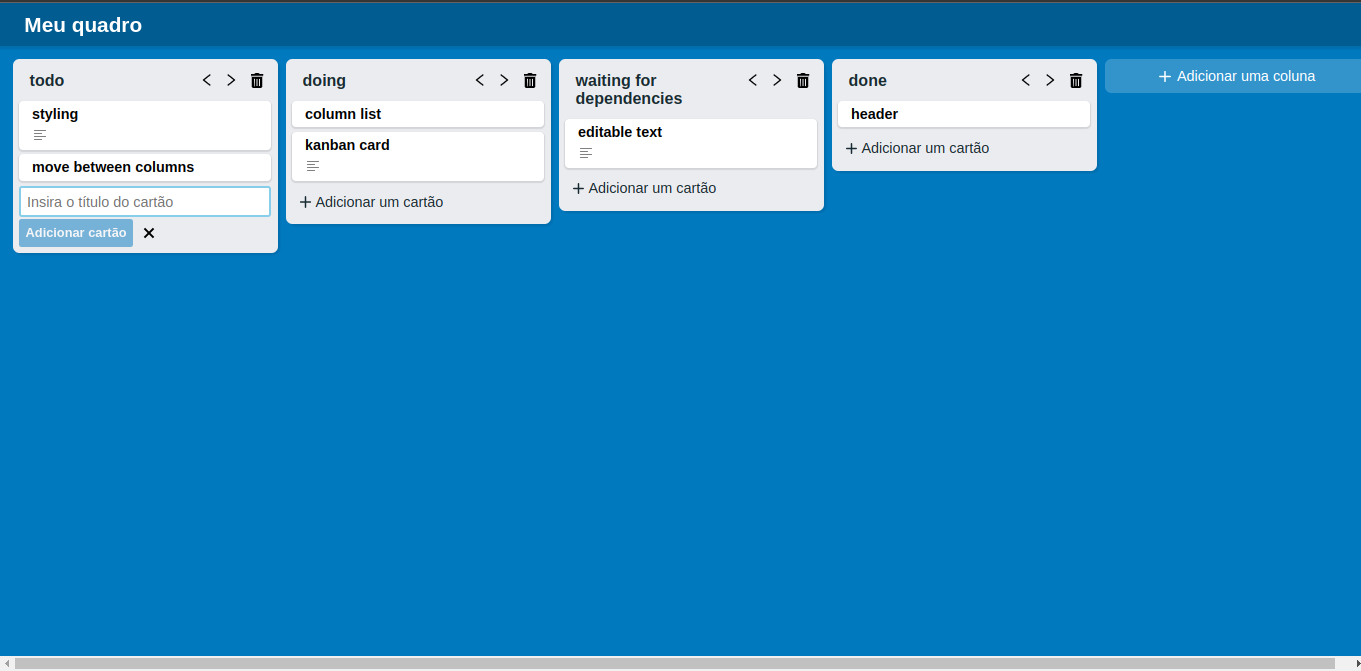 Meu quadro
todo
styling
move between columns
Insira o título do cartão
Adicionar cartão
doing
column list
kanban card
Adicionar um cartão
waiting for
dependencies
editable text
Adicionar um cartão
done
header
Adicionar um cartão
Adicionar uma coluna